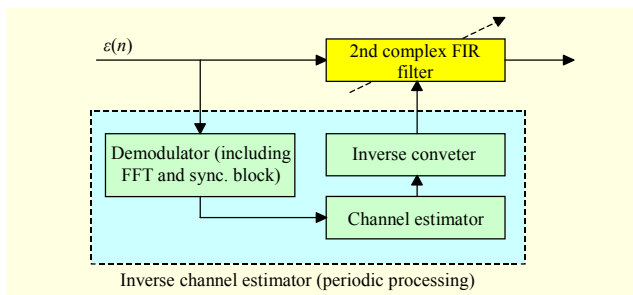 ε(n)
2nd complex FIR
filter
Demodulator (including
FFT and sync. block)
Inverse conveter
Channel estimator
Inverse channel estimator (periodic processing)